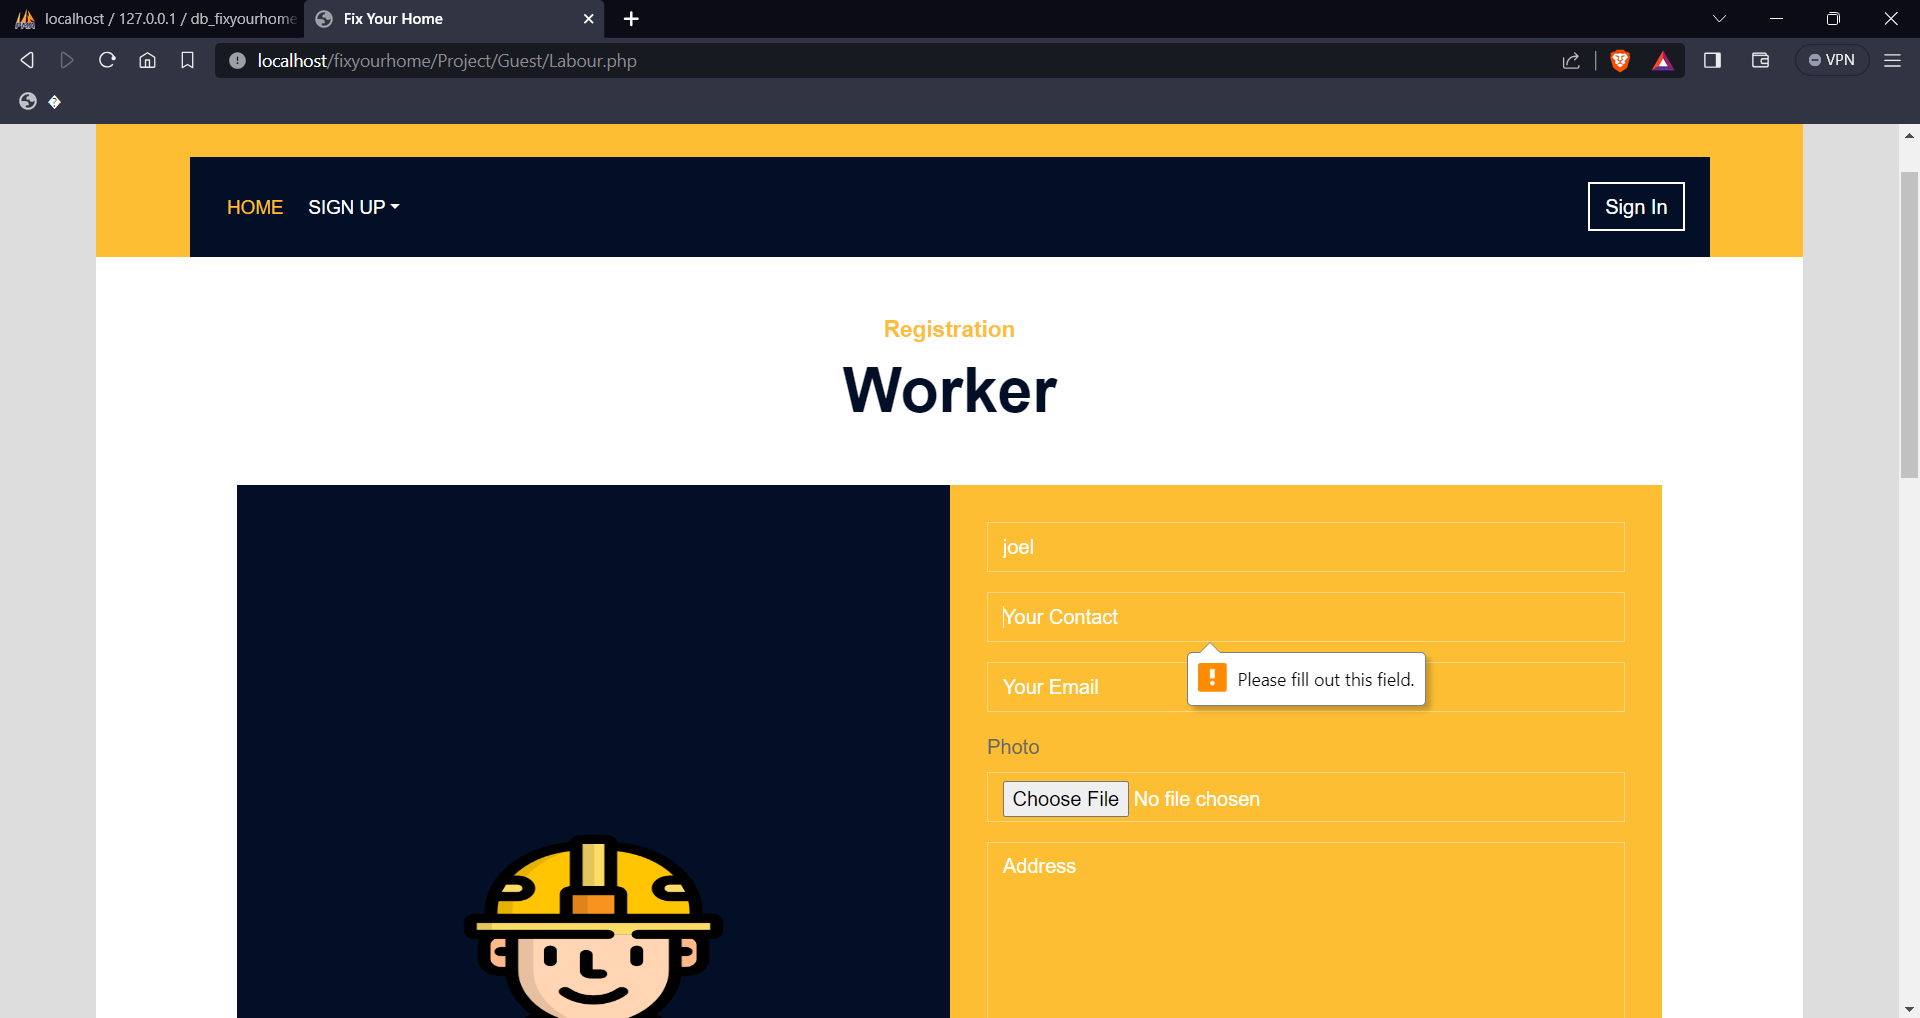 localhost / 127.0.0.1 / db_fixyourhome
Fix Your Home
localhost/fixyourhome/Project/Guest/Labour.php
VPN
HOME SIGN UP
Sign In
Registration
Worker
joel
Your Contact
Please fill out this field.
Your Email
Photo
Choose File No file chosen
Address